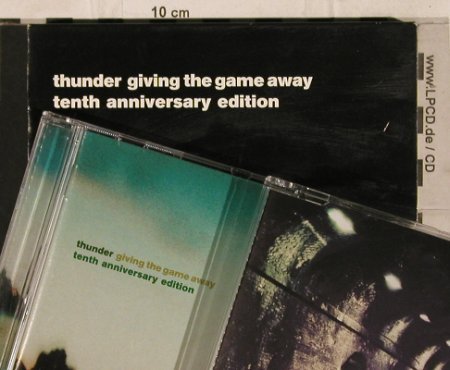 10 cm
thunder giving the game away
tenth anniversary edition
www.LPCD.de / CD
thunder giving the game away
tenth anniversary edition